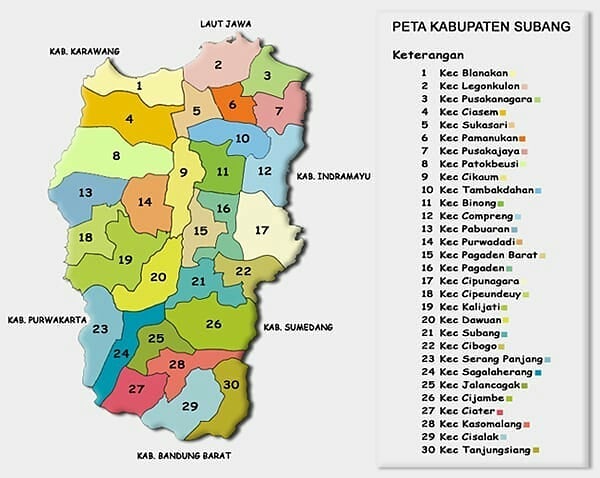 LAUT JAWA
KAB. KARAWANG
KAB. INDRAMAYU
KAB. PURWAKARTA
KAB. SUMEDANG
KAB. BANDUNG BARAT
1
2
3
4
5
6
7
8
9
10
11
12
13
14
15
16
17
18
19
20
21
22
23
24
25
26
27
28
29
30
PETA KABUPATEN SUBANG
Keterangan
1 Kec Blanakan
2 Kec Legonkulon
3 Kec Pusakanagara
4 Kec Ciasem
5 Kec Sukasari
6 Kec Pamanukan
7 Kec Pusakajaya
8 Kec Patokbeusi
9 Kec Cikaum
10 Kec Tambakdahan
11 Kec Binong
12 Kec Compreng
13 Kec Pabuaran
14 Kec Purwadadi
15 Kec Pagaden Barat
16 Kec Pagaden
17 Kec Cipunagara
18 Kec Cipeundeuy
19 Kec Kalijati
20 Kec Dawuan
21 Kec Subang
22 Kec Cibogo
23 Kec Serang Panjang
24 Kec Sagalaherang
25 Kec Jalancagak
26 Kec Cijambe
27 Kec Ciater
28 Kec Kasomalang
29 Kec Cisalak
30 Kec Tanjungsiang